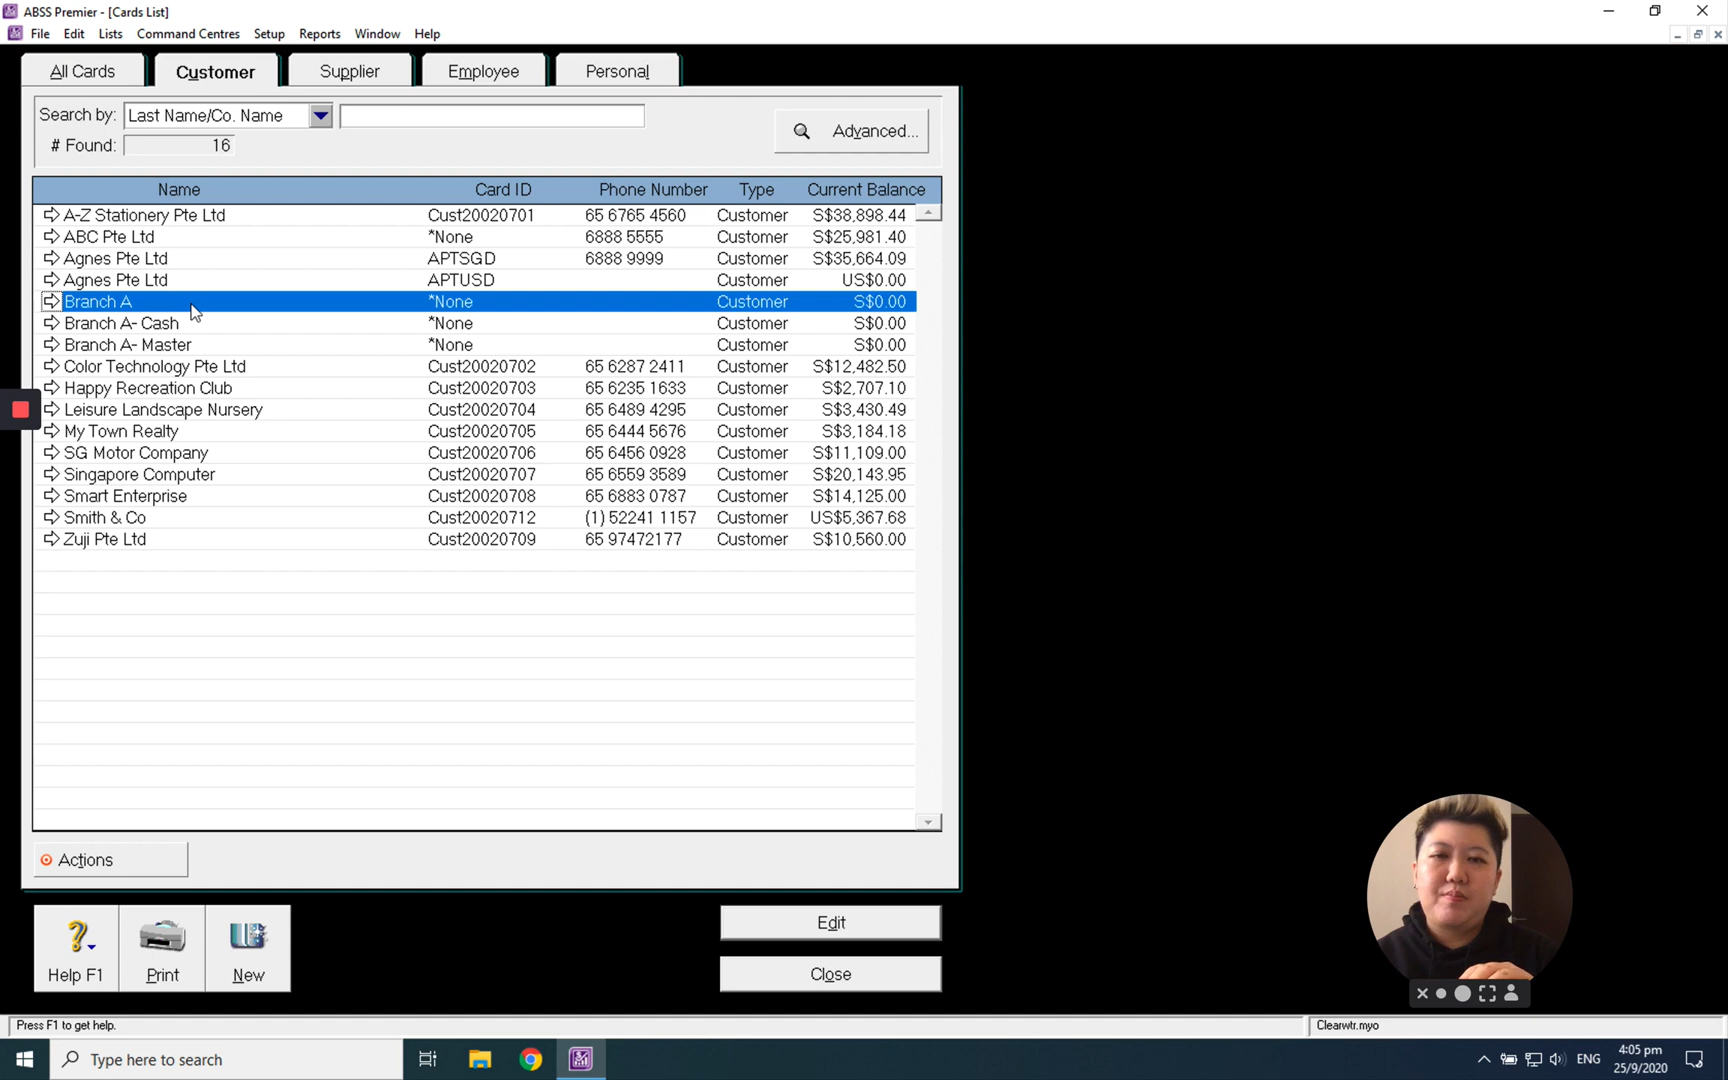 ABSS Premier - [Cards List]
File Edit Lists Command Centres Setup Reports Window Help
All Cards Customer Supplier Employee Personal
Search by: Last Name/Co. Name
Advanced...
# Found: 16
Name Card ID Phone Number Type Current Balance
A-Z Stationery Pte Ltd Cust20020701 65 6765 4560 Customer S$38,898.44
ABC Pte Ltd *None 6888 5555 Customer S$25,981.40
Agnes Pte Ltd APTSGD 6888 9999 Customer S$35,664.09
Agnes Pte Ltd APTUSD Customer US$0.00
Branch A *None Customer S$0.00
Branch A- Cash *None Customer S$0.00
Branch A- Master *None Customer S$0.00
Color Technology Pte Ltd Cust20020702 65 6287 2411 Customer S$12,482.50
Happy Recreation Club Cust20020703 65 6235 1633 Customer S$2,707.10
Leisure Landscape Nursery Cust20020704 65 6489 4295 Customer S$3,430.49
My Town Realty Cust20020705 65 6444 5676 Customer S$3,184.18
SG Motor Company Cust20020706 65 6456 0928 Customer S$11,109.00
Singapore Computer Cust20020707 65 6559 3589 Customer S$20,143.95
Smart Enterprise Cust20020708 65 6883 0787 Customer S$14,125.00
Smith & Co Cust20020712 (1) 52241 1157 Customer US$5,367.68
Zuji Pte Ltd Cust20020709 65 97472177 Customer S$10,560.00
Actions
Edit
Help F1 Print New
Close
Press F1 to get help. Clearwtr.myo
Type here to search
ENG
4:05 pm
25/9/2020